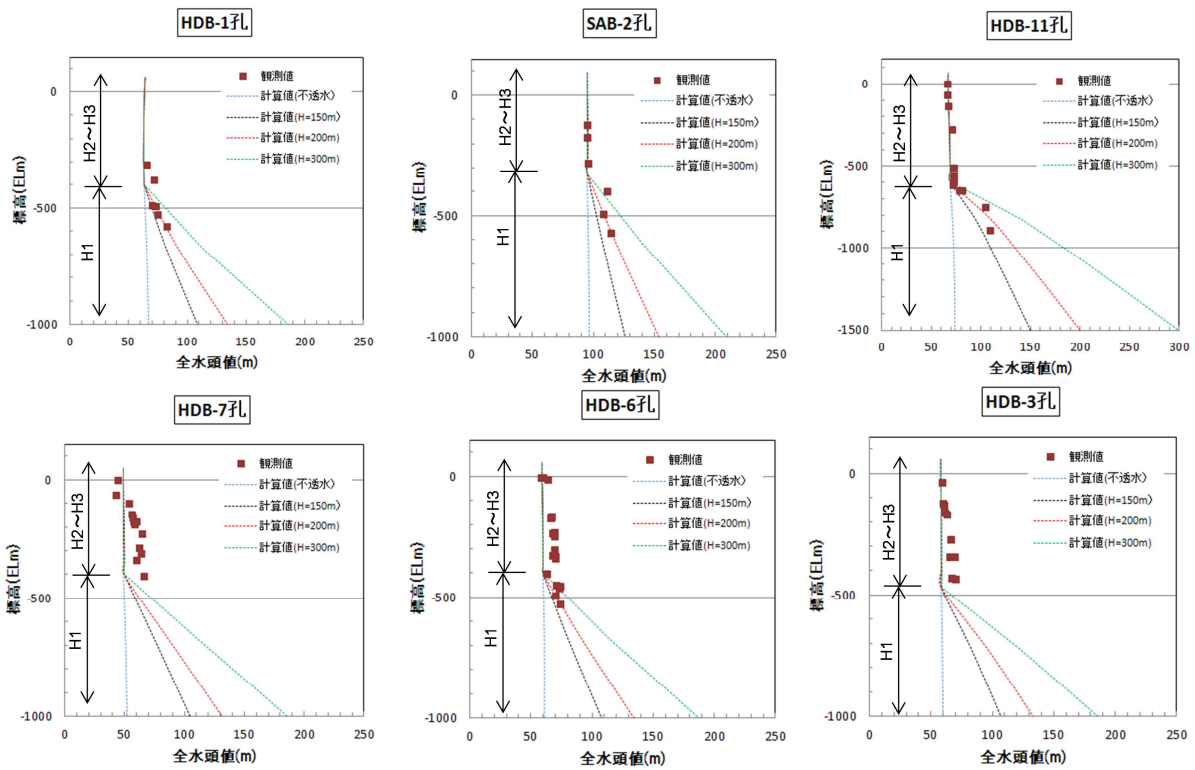 HDB-1孔
標高(ELm)
0
-500
-1000
H2～H3
H1
観測値
計算値(不透水)
計算値(H=150m)
計算値(H=200m)
計算値(H=300m)
0 50 100 150 200 250
全水頭値(m)
SAB-2孔
標高(ELm)
0
-500
-1000
H2～H3
H1
観測値
計算値(不透水)
計算値(H=150m)
計算値(H=200m)
計算値(H=300m)
0 50 100 150 200 250
全水頭値(m)
HDB-11孔
標高(ELm)
0
-500
-1000
-1500
H2～H3
H1
観測値
計算値(不透水)
計算値(H=150m)
計算値(H=200m)
計算値(H=300m)
0 50 100 150 200 250 300
全水頭値(m)
HDB-7孔
標高(ELm)
0
-500
-1000
H2～H3
H1
観測値
計算値(不透水)
計算値(H=150m)
計算値(H=200m)
計算値(H=300m)
0 50 100 150 200 250
全水頭値(m)
HDB-6孔
標高(ELm)
0
-500
-1000
H2～H3
H1
観測値
計算値(不透水)
計算値(H=150m)
計算値(H=200m)
計算値(H=300m)
0 50 100 150 200 250
全水頭値(m)
HDB-3孔
標高(ELm)
0
-500
-1000
H2～H3
H1
観測値
計算値(不透水)
計算値(H=150m)
計算値(H=200m)
計算値(H=300m)
0 50 100 150 200 250
全水頭値(m)